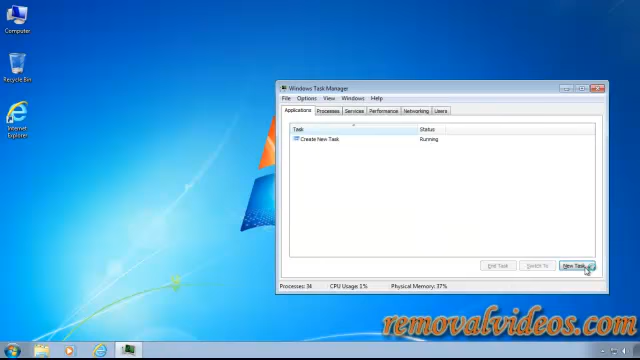 Computer
Recycle Bin
Internet Explorer
Windows Task Manager
File Options View Windows Help
Applications Processes Services Performance Networking Users
Task Status
Create New Task Running
End Task Switch To New Task...
Processes: 34 CPU Usage: 1% Physical Memory: 37%
removalvideos.com